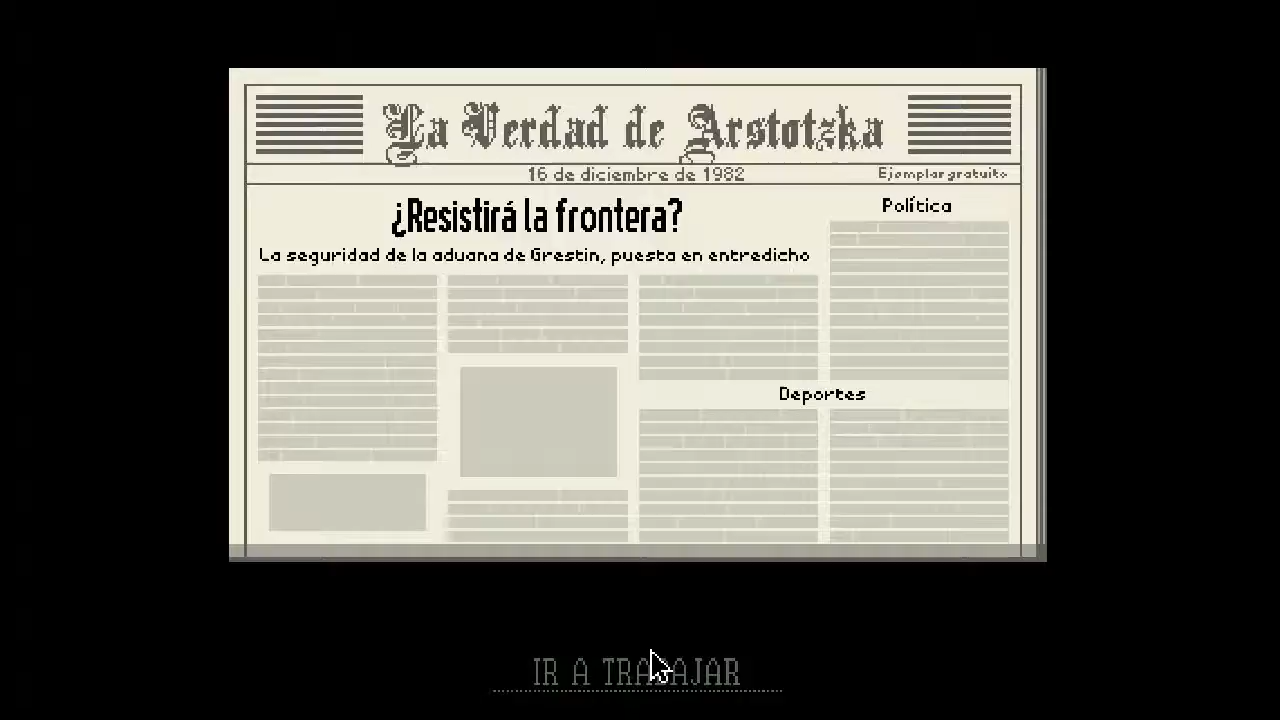 La Verdad de Arstotzka
16 de diciembre de 1982
Ejemplar gratuito
¿Resistirá la frontera?
La seguridad de la aduana de Grestin, puesta en entredicho
Política
Deportes
IR A TRABAJAR